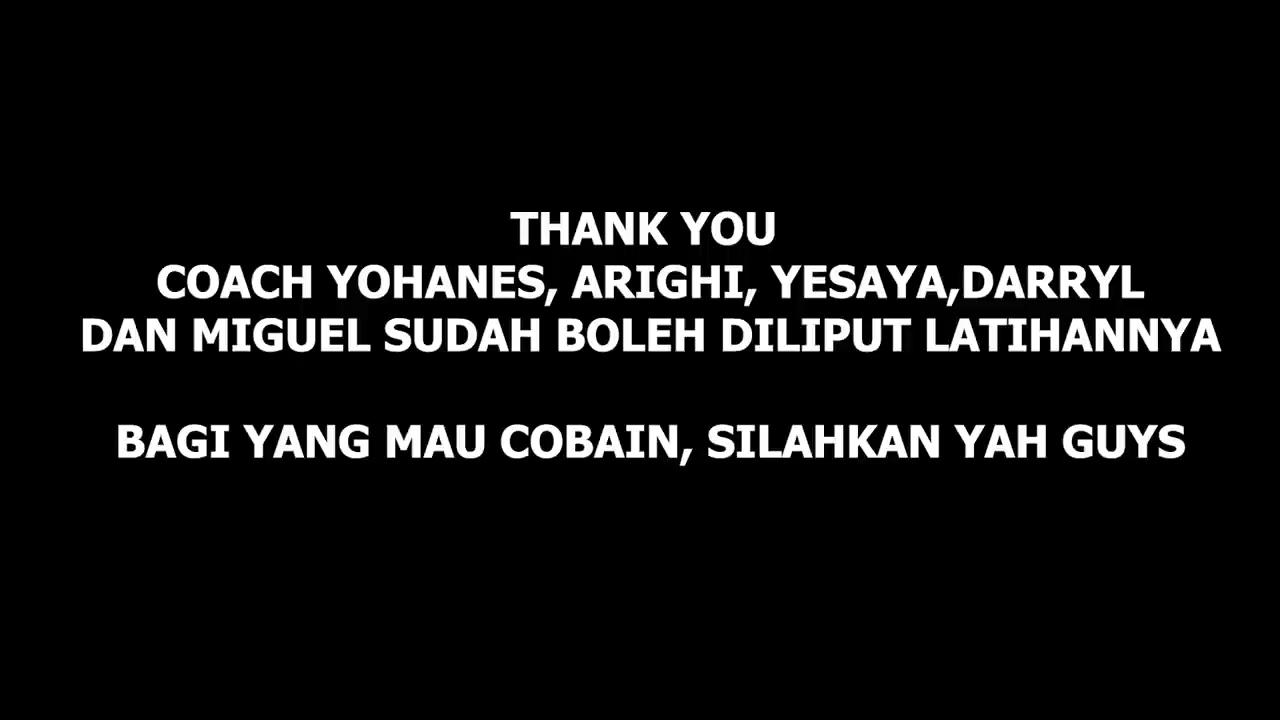 THANK YOU
COACH YOHANES, ARIGHI, YESAYA,DARRYL
DAN MIGUEL SUDAH BOLEH DILIPUT LATIHANNYA
BAGI YANG MAU COBAIN, SILAHKAN YAH GUYS